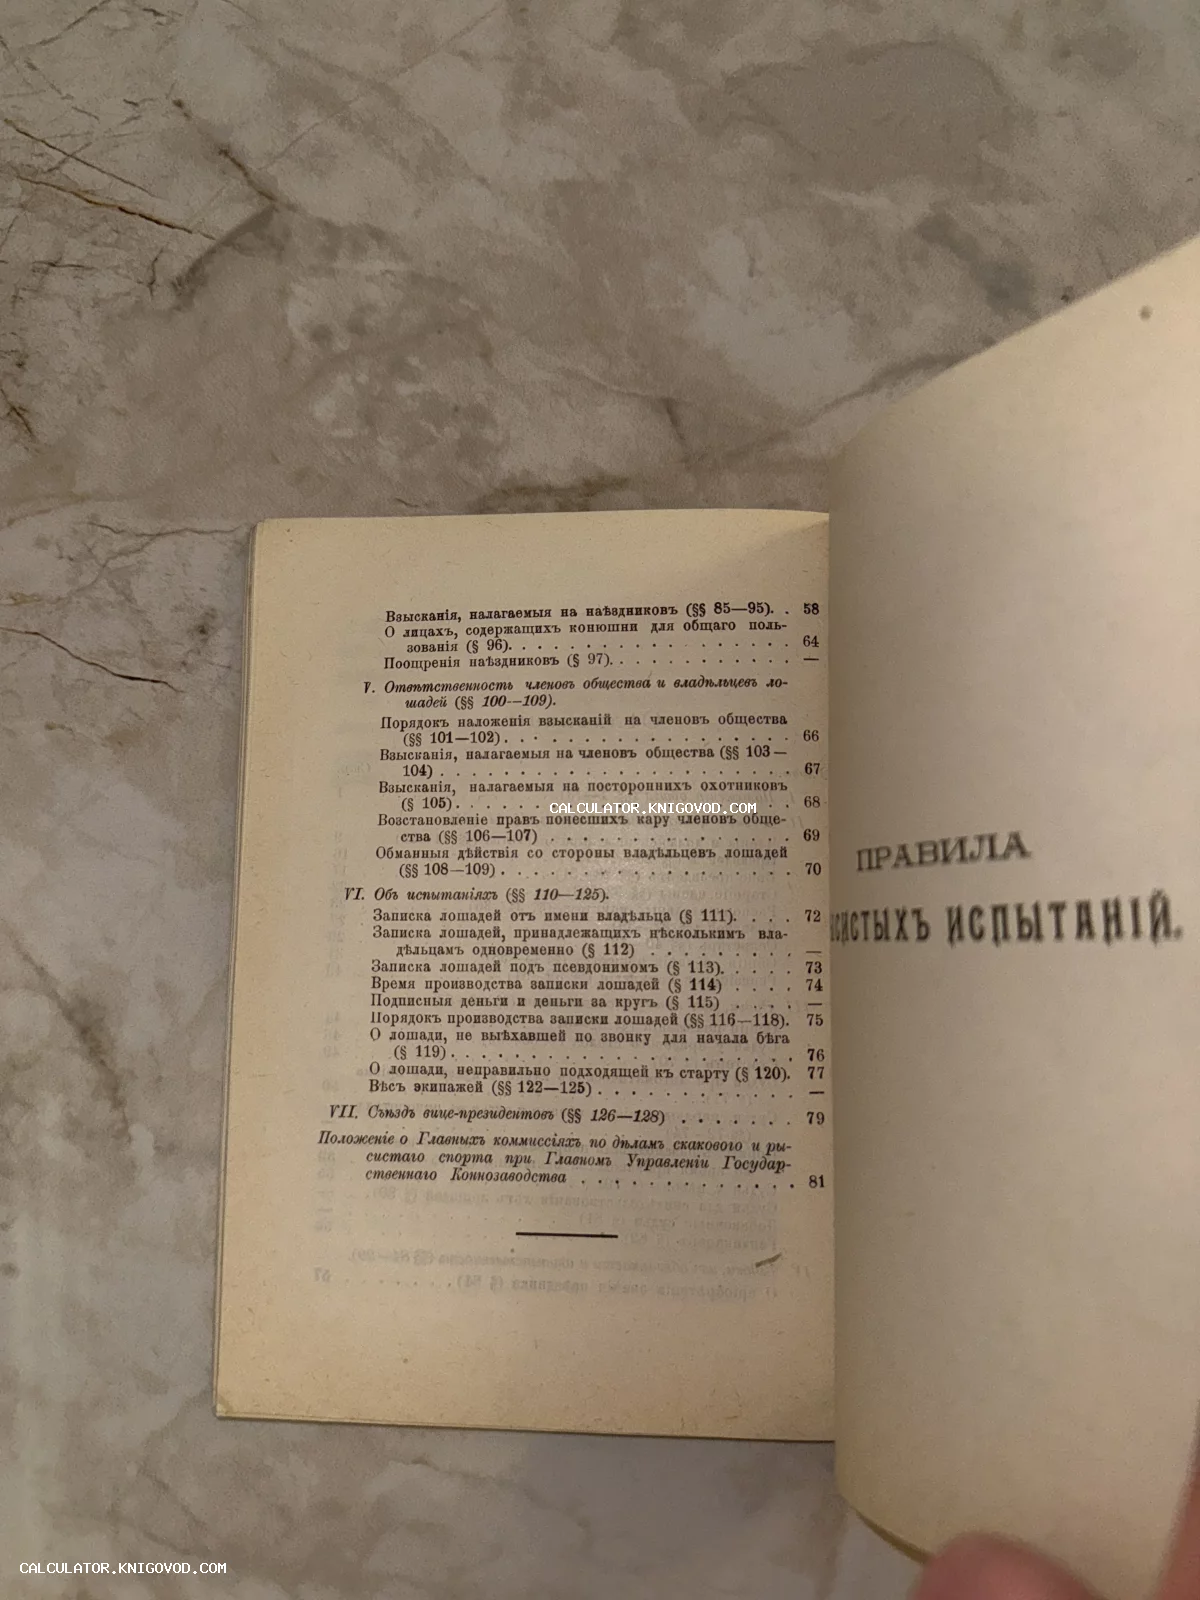 Взысканія, налагаемыя на наѣздниковъ (§§ 85—95). . 58
О лицахъ, содержащихъ конюшни для общаго поль-
зованія (§ 96). . . . . . . . . . . . . . . . . . 64
Поощренія наѣздниковъ (§ 97). . . . . . . . . . . . —
V. Отвѣтственность членовъ общества и владѣльцевъ ло-
шадей (§§ 100—109).
Порядокъ наложенія взысканій на членовъ общества
(§§ 101—102) . . . . . . . . . . . . . . . . . . 66
Взысканія, налагаемыя на членовъ общества (§§ 103—
104) . . . . . . . . . . . . . . . . . . . . . . 67
Взысканія, налагаемыя на постороннихъ охотниковъ
(§ 105). . . . . . . . . . . . . . . . . . . . . 68
CALCULATOR.KNIGOVOD.COM
Возстановленіе правъ понесшихъ кару членовъ обще-
ства (§§ 106—107) . . . . . . . . . . . . . . . 69
Обманныя дѣйствія со стороны владѣльцевъ лошадей
(§§ 108—109) . . . . . . . . . . . . . . . . . . 70
VI. Объ испытаніяхъ (§§ 110—125).
Записка лошадей отъ имени владѣльца (§ 111). . . . 72
Записка лошадей, принадлежащихъ нѣсколькимъ вла-
дѣльцамъ одновременно (§ 112) . . . . . . . . . —
Записка лошадей подъ псевдонимомъ (§ 113). . . . . 73
Время производства записки лошадей (§ 114) . . . . 74
Подписныя деньги и деньги за кругъ (§ 115) . . . . —
Порядокъ производства записки лошадей (§§ 116—118). 75
О лошади, не выѣхавшей по звонку для начала бѣга
(§ 119) . . . . . . . . . . . . . . . . . . . . . 76
О лошади, неправильно подходящей къ старту (§ 120). 77
Вѣсъ экипажей (§§ 122—125) . . . . . . . . . . . . —
VII. Съѣздъ вице-президентовъ (§§ 126—128) . . . . . . . 79
Положеніе о Главныхъ коммиссіяхъ по дѣламъ скакового и ры-
систаго спорта при Главномъ Управленіи Государ-
ственнаго Коннозаводства . . . . . . . . . . . . . 81
ПРАВИЛА
ИСПЫТАНІЙ.
CALCULATOR.KNIGOVOD.COM